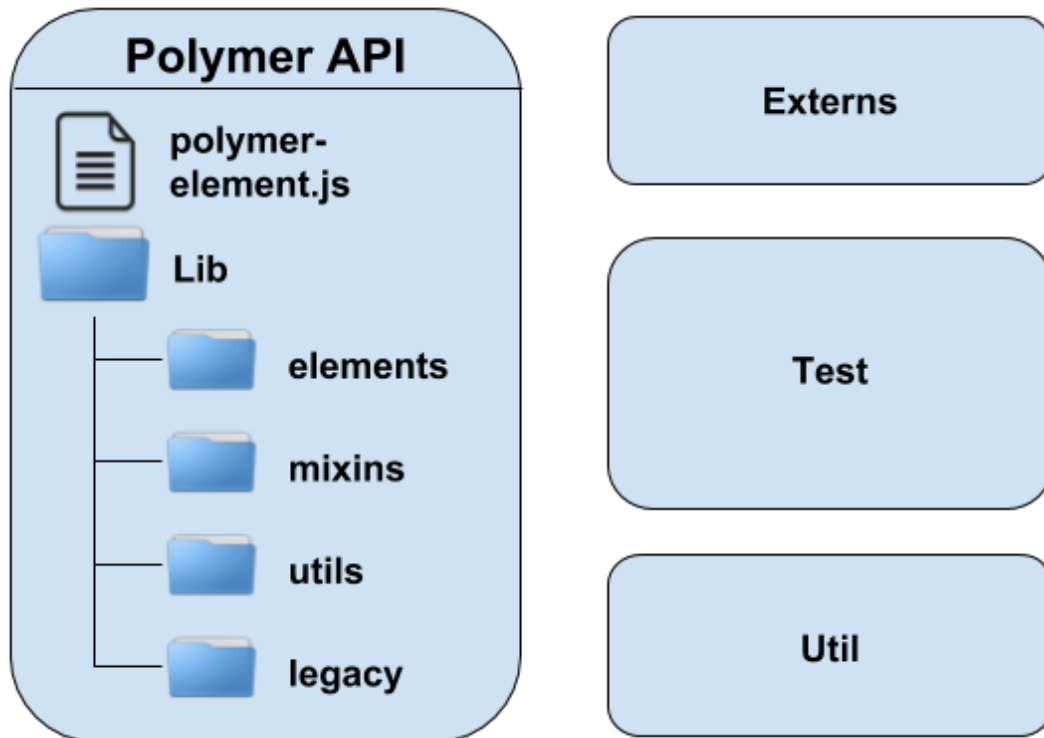 Polymer API
polymer-
element.js
Lib
elements
mixins
utils
legacy
Externs
Test
Util